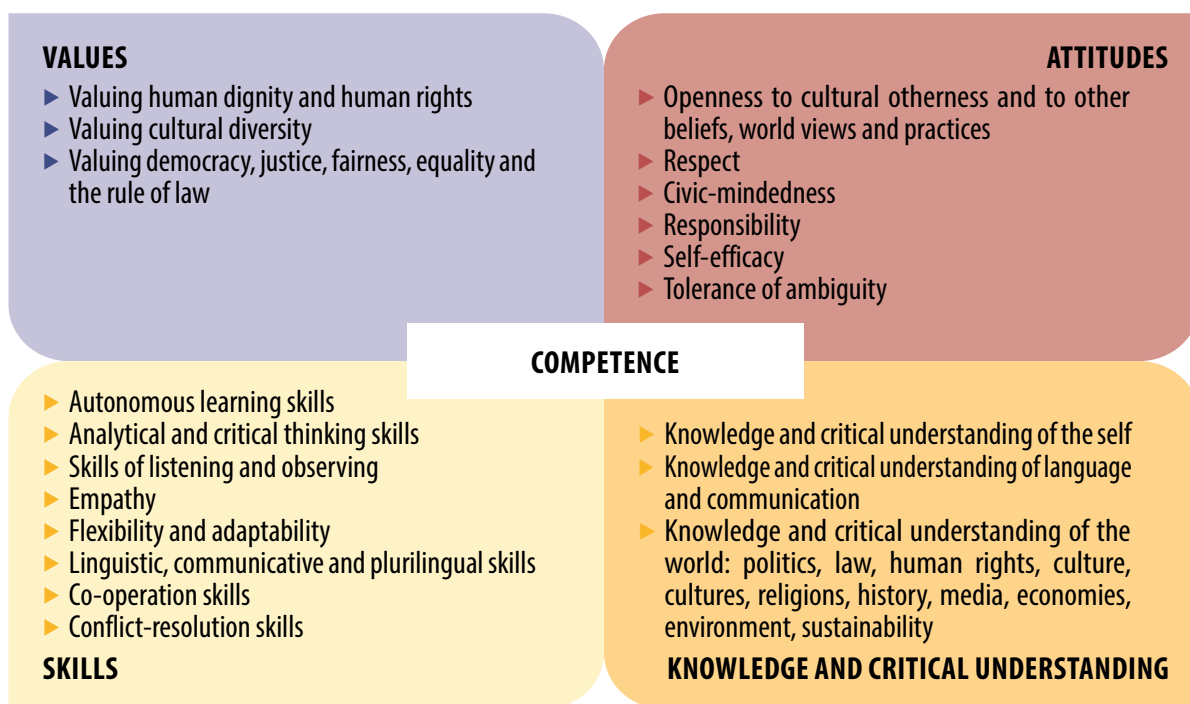 VALUES
▶ Valuing human dignity and human rights
▶ Valuing cultural diversity
▶ Valuing democracy, justice, fairness, equality and
the rule of law
ATTITUDES
▶ Openness to cultural otherness and to other
beliefs, world views and practices
▶ Respect
▶ Civic-mindedness
▶ Responsibility
▶ Self-efficacy
▶ Tolerance of ambiguity
COMPETENCE
▶ Autonomous learning skills
▶ Analytical and critical thinking skills
▶ Skills of listening and observing
▶ Empathy
▶ Flexibility and adaptability
▶ Linguistic, communicative and plurilingual skills
▶ Co-operation skills
▶ Conflict-resolution skills
SKILLS
▶ Knowledge and critical understanding of the self
▶ Knowledge and critical understanding of language
and communication
▶ Knowledge and critical understanding of the
world: politics, law, human rights, culture,
cultures, religions, history, media, economies,
environment, sustainability
KNOWLEDGE AND CRITICAL UNDERSTANDING